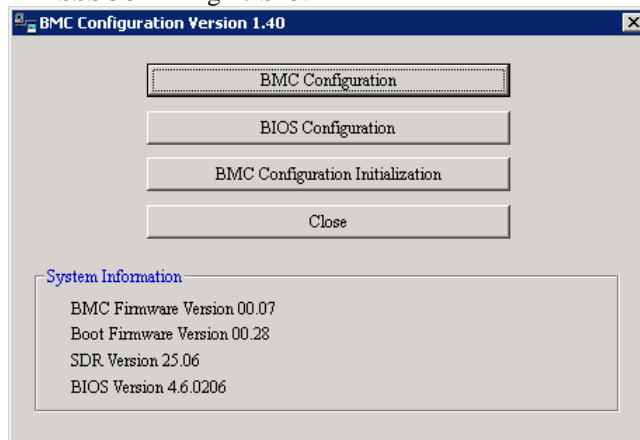 BMC Configuration Version 1.40
BMC Configuration
BIOS Configuration
BMC Configuration Initialization
Close
System Information
BMC Firmware Version 00.07
Boot Firmware Version 00.28
SDR Version 25.06
BIOS Version 4.6.0206